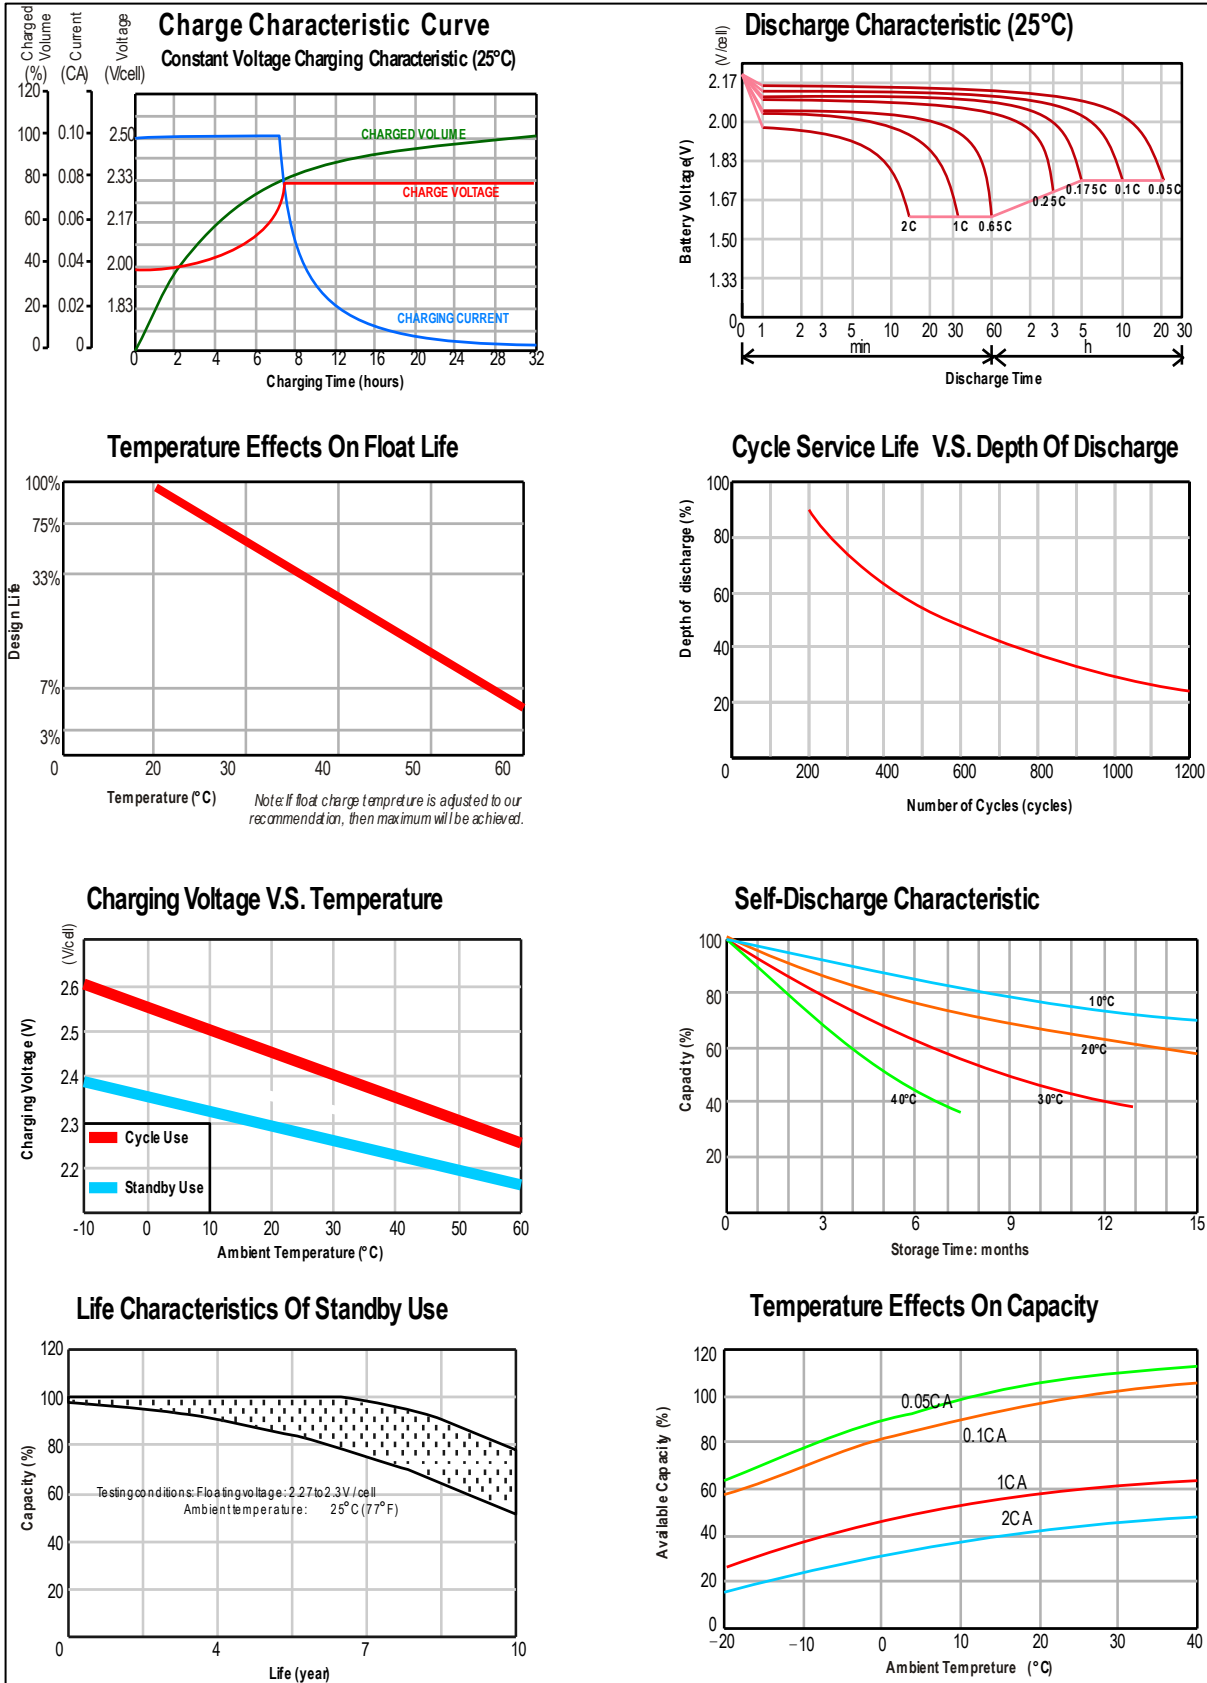 Charge Characteristic Curve
Constant Voltage Charging Characteristic (25°C)
Charged Volume
(%)
Current
(CA)
Voltage
(V/cell)
120
100
80
60
40
20
0
0.10
0.08
0.06
0.04
0.02
0
2.50
2.33
2.17
2.00
1.83
CHARGED VOLUME
CHARGE VOLTAGE
CHARGING CURRENT
0 2 4 6 8 12 16 20 24 28 32
Charging Time (hours)
Discharge Characteristic (25°C)
(V/cell)
Battery Voltage(V)
2.17
2.00
1.83
1.67
1.50
1.33
0
2C 1C 0.65C 0.25C 0.175C 0.1C 0.05C
0 1 2 3 5 10 20 30 60 2 3 5 10 20 30
min h
Discharge Time
Temperature Effects On Float Life
Design Life
100%
75%
33%
7%
3%
0 20 30 40 50 60
Temperature (°C)
Note: If float charge tempreture is adjusted to our
recommendation, then maximum will be achieved.
Cycle Service Life V.S. Depth Of Discharge
Depth of discharge (%)
100
80
60
40
20
0 200 400 600 800 1000 1200
Number of Cycles (cycles)
Charging Voltage V.S. Temperature
(V/cell)
Charging Voltage (V)
2.6
2.5
2.4
2.3
2.2
Cycle Use
Standby Use
-10 0 10 20 30 40 50 60
Ambient Temperature (°C)
Self-Discharge Characteristic
Capacity (%)
100
80
60
40
20
10°C
20°C
30°C
40°C
0 3 6 9 12 15
Storage Time: months
Life Characteristics Of Standby Use
Capacity (%)
120
100
80
60
40
20
0 4 7 10
Testing conditions: Floating voltage: 2.27 to 2.3 V/cell
Ambient temperature: 25°C (77°F)
Life (year)
Temperature Effects On Capacity
Available Capacity (%)
120
100
80
60
40
20
0
0.05CA
0.1CA
1CA
2CA
-20 -10 0 10 20 30 40
Ambient Tempreture (°C)